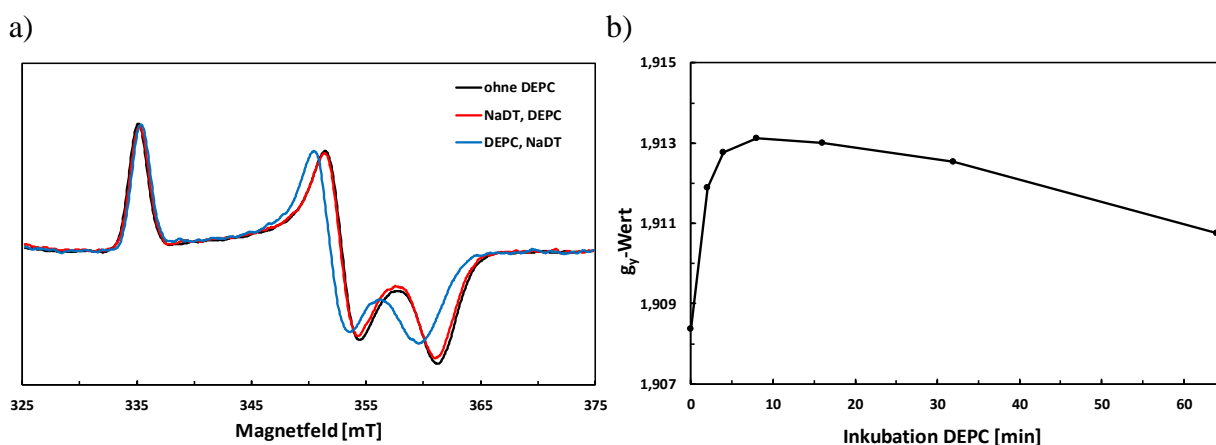 a)
ohne DEPC
NaDT, DEPC
DEPC, NaDT
325
335
345
355
365
375
Magnetfeld [mT]
b)
1,915
1,913
1,911
1,909
1,907
gy-Wert
0
10
20
30
40
50
60
Inkubation DEPC [min]